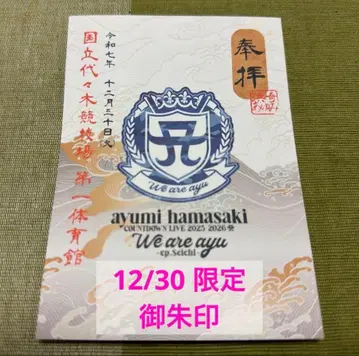 奉拝
令和七年 十二月三十日火
国立代々木競技場 第一体育館
A
We are ayu
ayumi hamasaki
COUNTDOWN LIVE 2025-2026 A
We are ayu
-ep.Seichi-
12/30 限定
御朱印